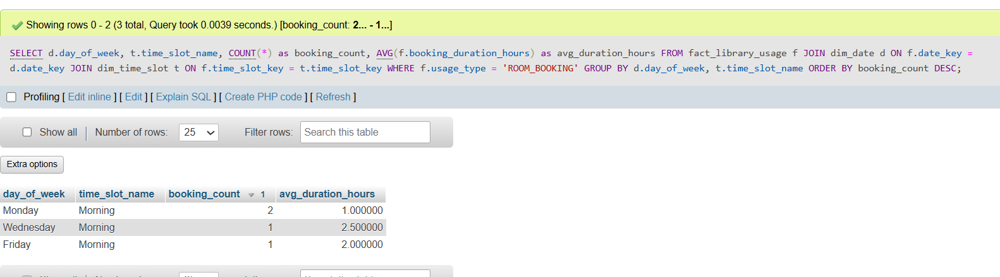 Showing rows 0 - 2 (3 total, Query took 0.0039 seconds.) [booking_count: 2... - 1...]
SELECT d.day_of_week, t.time_slot_name, COUNT(*) as booking_count, AVG(f.booking_duration_hours) as avg_duration_hours FROM fact_library_usage f JOIN dim_date d ON f.date_key =
d.date_key JOIN dim_time_slot t ON f.time_slot_key = t.time_slot_key WHERE f.usage_type = 'ROOM_BOOKING' GROUP BY d.day_of_week, t.time_slot_name ORDER BY booking_count DESC;
Profiling [ Edit inline ] [ Edit ] [ Explain SQL ] [ Create PHP code ] [ Refresh ]
Show all | Number of rows: 25 Filter rows: Search this table
Extra options
day_of_week time_slot_name booking_count 1 avg_duration_hours
Monday Morning 2 1.000000
Wednesday Morning 1 2.500000
Friday Morning 1 2.000000